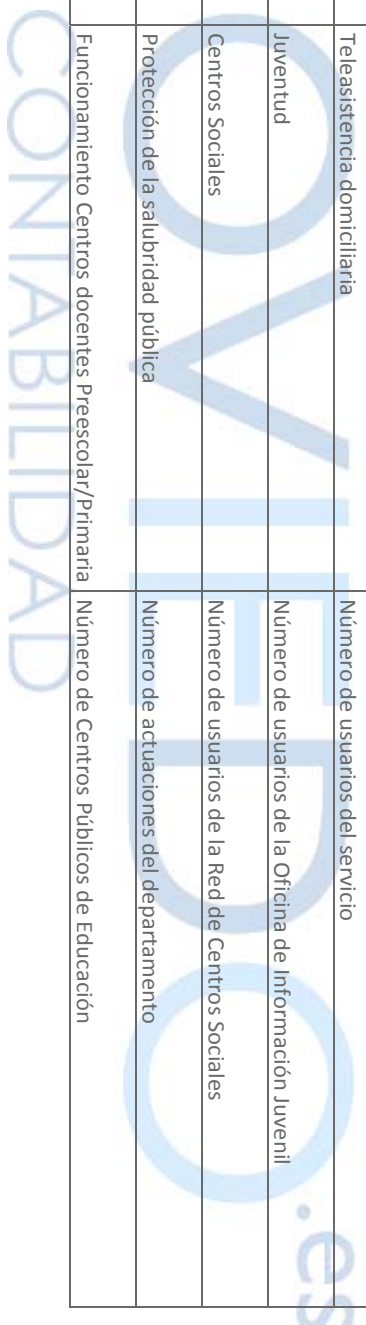 Teleasistencia domiciliaria Número de usuarios del servicio
Juventud Número de usuarios de la Oficina de Información Juvenil
Centros Sociales Número de usuarios de la Red de Centros Sociales
Protección de la salubridad pública Número de actuaciones del departamento
Funcionamiento Centros docentes Preescolar/Primaria Número de Centros Públicos de Educación
OVIEDO.es
CONTABILIDAD